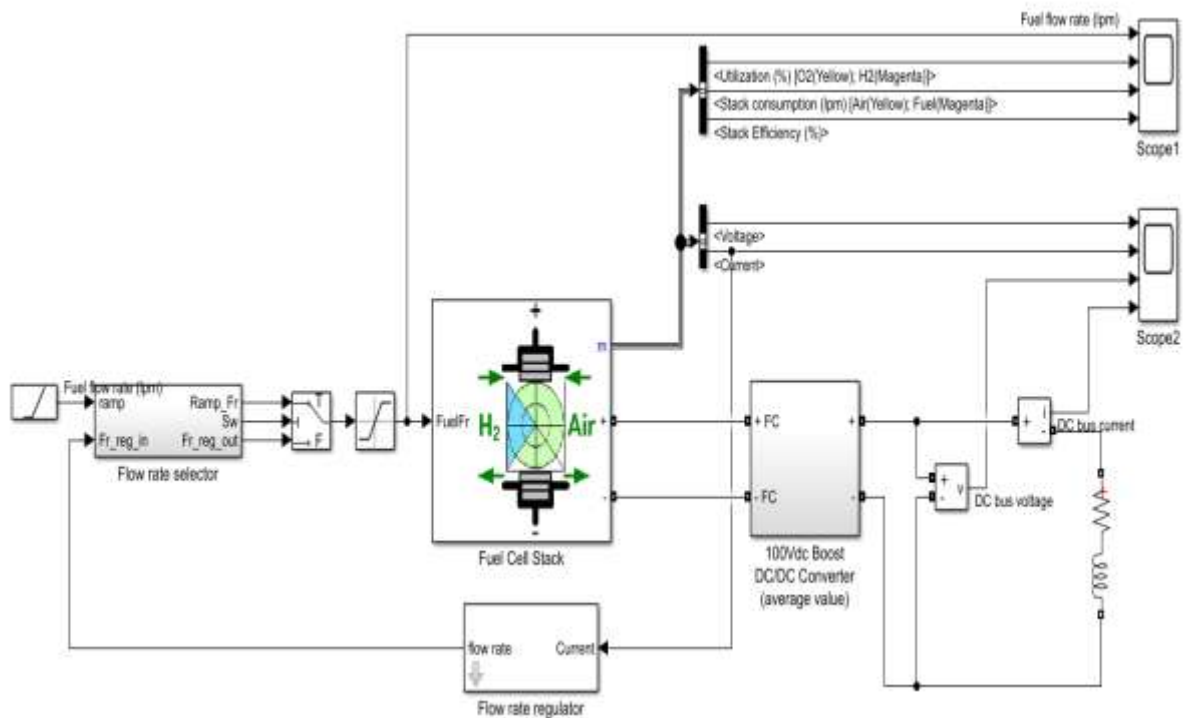 Fuel flow rate (lpm)
<Utilization (%) [O2(Yellow); H2(Magenta)]>
<Stack consumption (lpm) [Air(Yellow); Fuel(Magenta)]>
<Stack Efficiency (%)>
Scope1
<Voltage>
<Current>
Scope2
Fuel flow rate (lpm)
ramp
Ramp_Fr
Sw
Fr_reg_in
Fr_reg_out
Flow rate selector
T
F
FuelFr
m
+
-
H2
Air
+
-
Fuel Cell Stack
+ FC
- FC
+
-
100Vdc Boost
DC/DC Converter
(average value)
+
i
-
DC bus current
+
-
v
DC bus voltage
+
flow rate
Current
Flow rate regulator